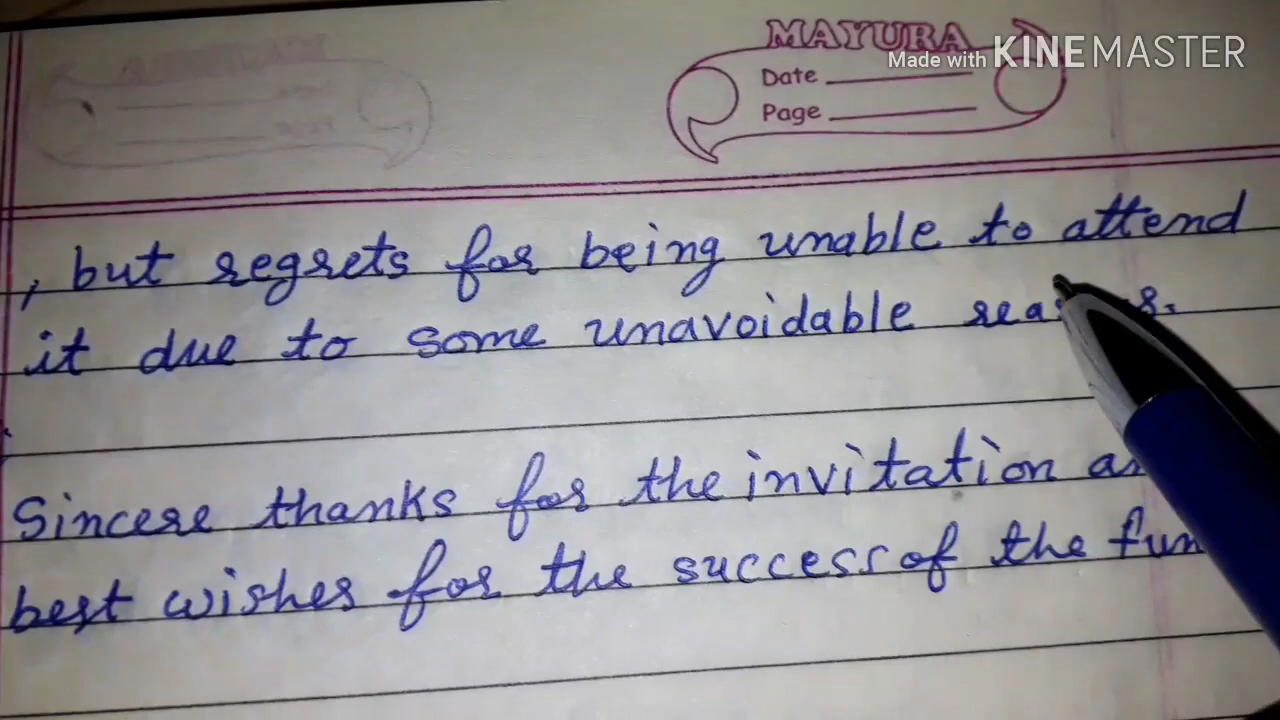 MAYURA
Made with KINEMASTER
Date
Page
, but regrets for being unable to attend
it due to some unavoidable
Sincere thanks for the invitation
best wishes for the success of the